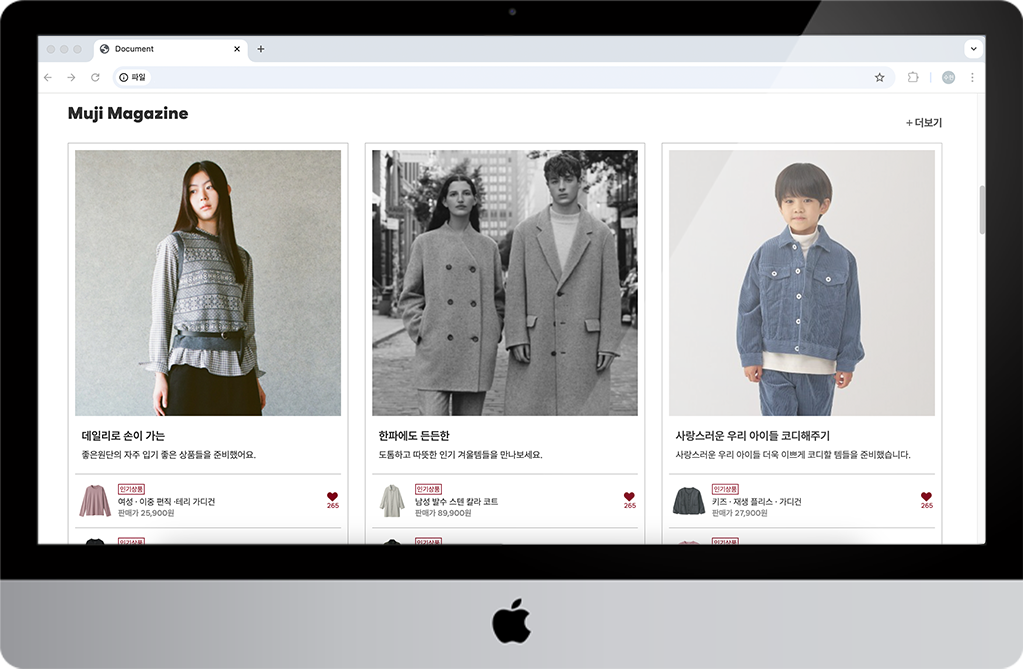 Document
파일
Muji Magazine
+ 더보기
데일리로 손이 가는
좋은원단의 자주 입기 좋은 상품들을 준비했어요.
인기상품
여성 · 이중 편직 ·테리 가디건
판매가 25,900원
265
인기상품
한파에도 든든한
도톰하고 따뜻한 인기 겨울템들을 만나보세요.
인기상품
남성 발수 스텐 칼라 코트
판매가 89,900원
265
인기상품
사랑스러운 우리 아이들 코디해주기
사랑스러운 우리 아이들 더욱 이쁘게 코디할 템들을 준비했습니다.
인기상품
키즈 · 재생 플리스 · 가디건
판매가 27,900원
265
인기상품